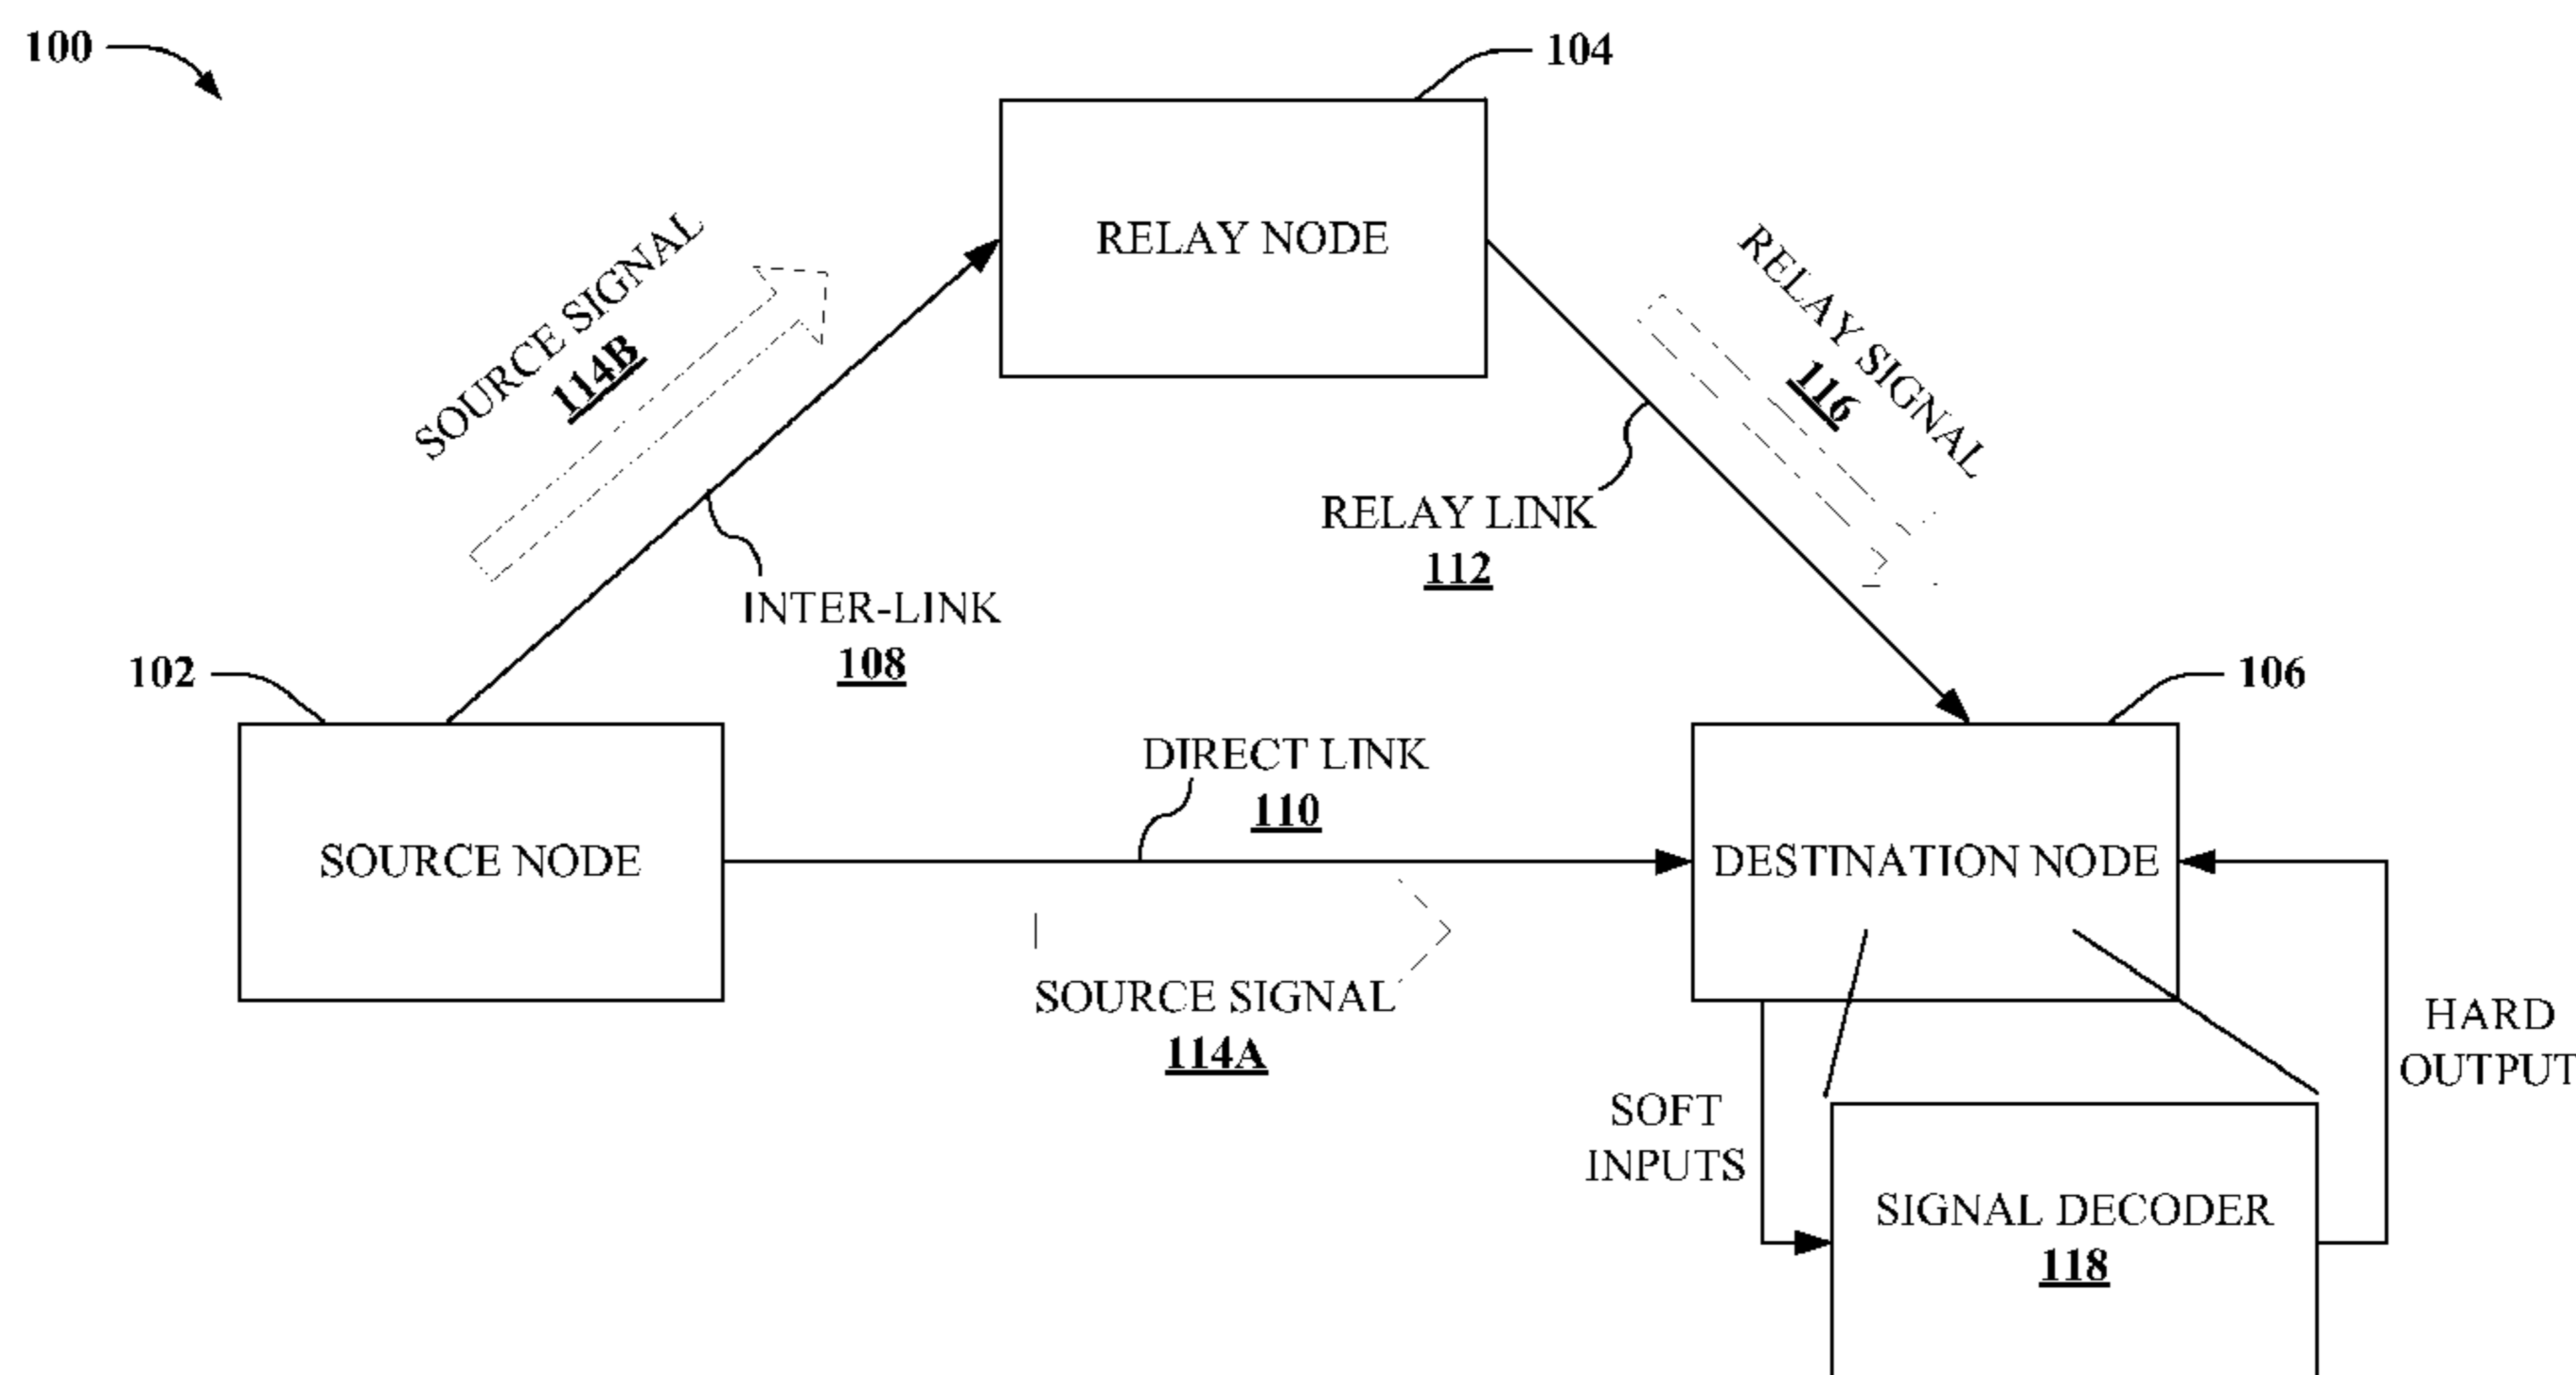 100
104
RELAY NODE
SOURCE SIGNAL
114B
RELAY SIGNAL
116
RELAY LINK
112
INTER-LINK
108
102
106
DIRECT LINK
110
SOURCE NODE
DESTINATION NODE
SOURCE SIGNAL
114A
HARD
OUTPUT
SOFT
INPUTS
SIGNAL DECODER
118